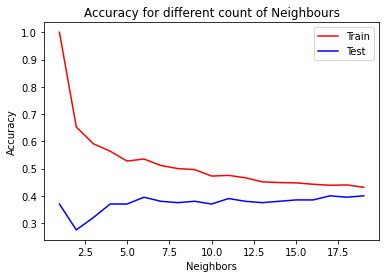 Accuracy for different count of Neighbours
Train
Test
Accuracy
1.0
0.9
0.8
0.7
0.6
0.5
0.4
0.3
2.5 5.0 7.5 10.0 12.5 15.0 17.5
Neighbors